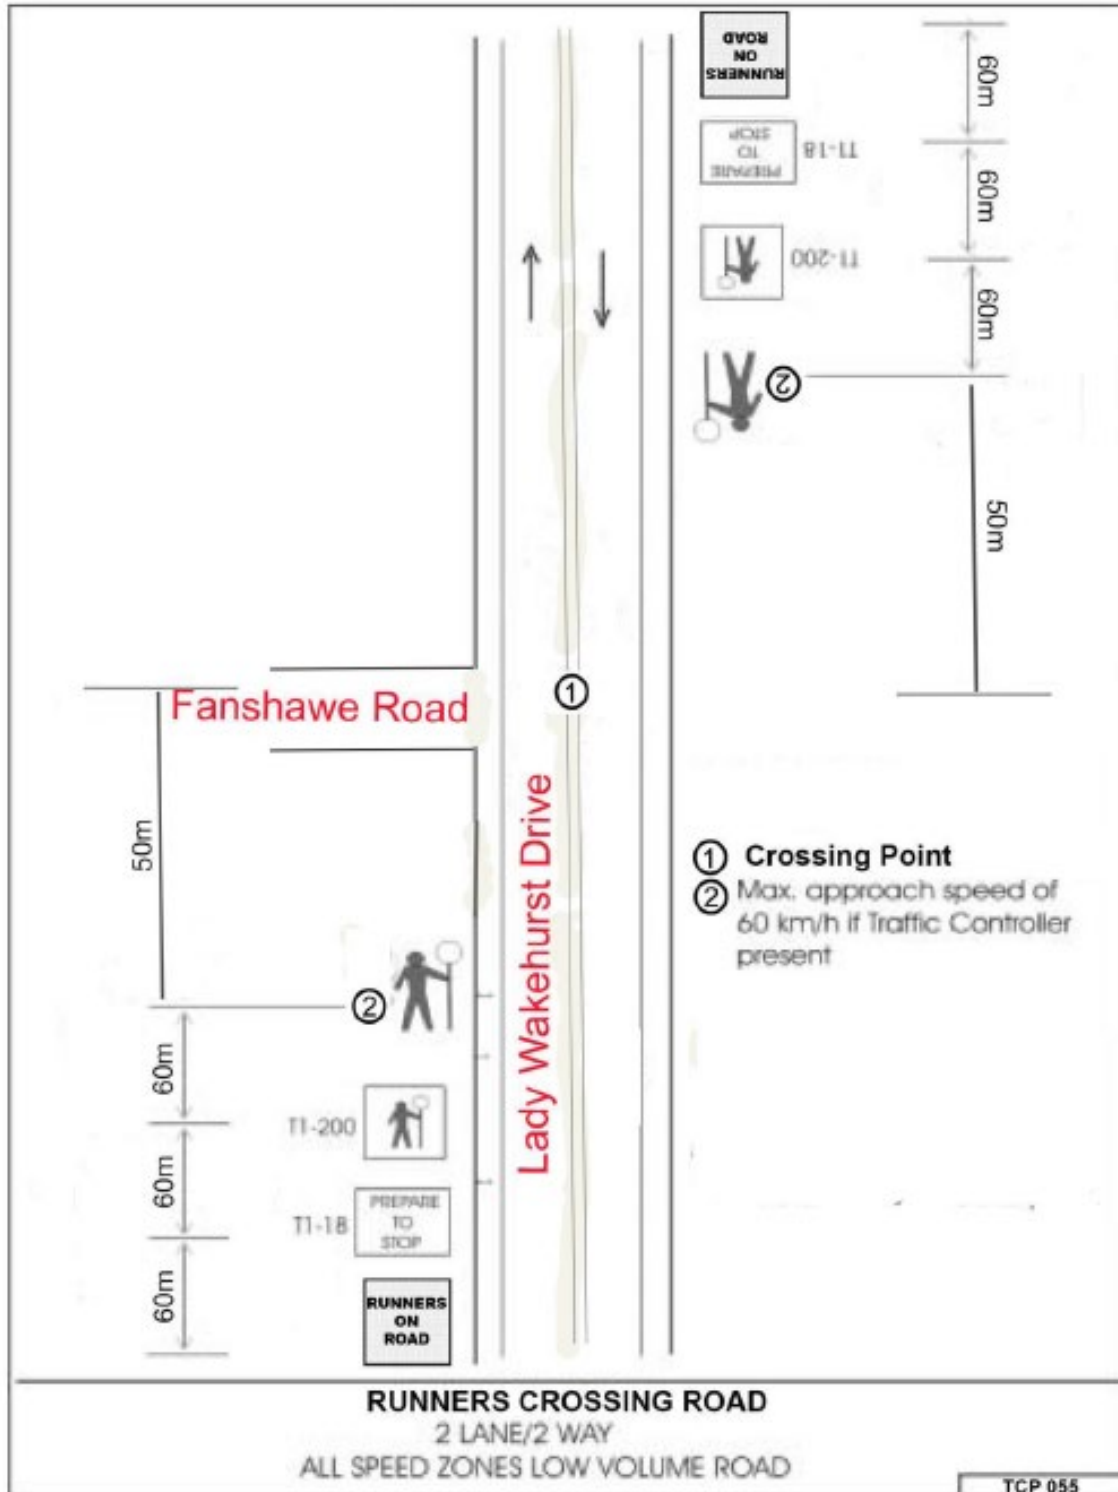 RUNNERS
ON
ROAD
60m
PREPARE
TO
STOP
T1-18
60m
T1-200
60m
2
50m
Fanshawe Road
1
50m
Lady Wakehurst Drive
1 Crossing Point
2 Max. approach speed of
60 km/h if Traffic Controller
present
2
60m
T1-200
60m
T1-18
PREPARE
TO
STOP
60m
RUNNERS
ON
ROAD
RUNNERS CROSSING ROAD
2 LANE/2 WAY
ALL SPEED ZONES LOW VOLUME ROAD
TCP 055